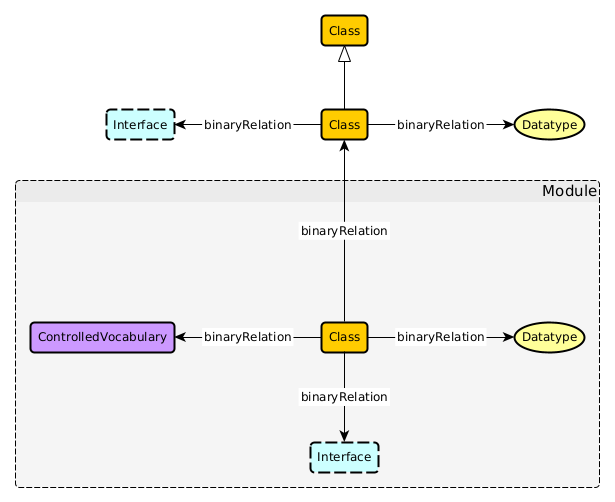 Class
Interface
binaryRelation
Class
binaryRelation
Datatype
Module
binaryRelation
ControlledVocabulary
binaryRelation
Class
binaryRelation
Datatype
binaryRelation
Interface